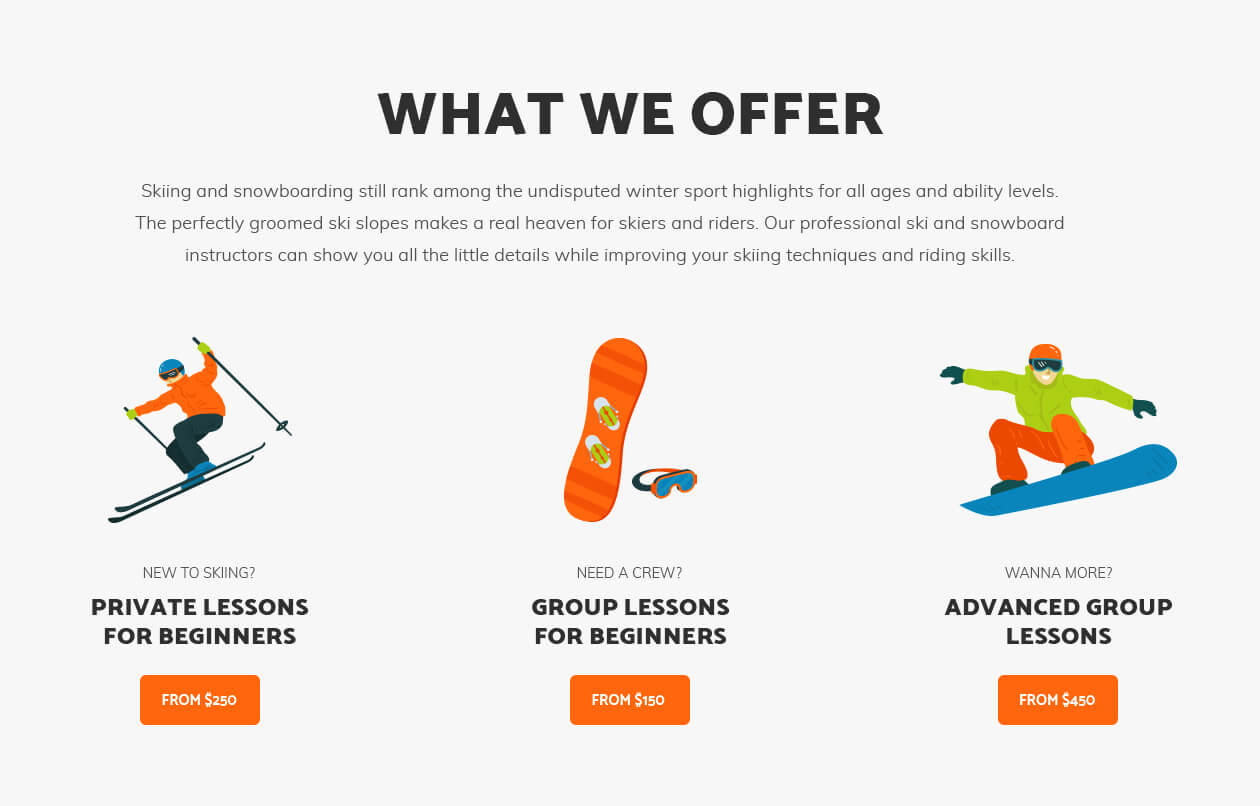 WHAT WE OFFER
Skiing and snowboarding still rank among the undisputed winter sport highlights for all ages and ability levels.
The perfectly groomed ski slopes makes a real heaven for skiers and riders. Our professional ski and snowboard
instructors can show you all the little details while improving your skiing techniques and riding skills.
NEW TO SKIING?
PRIVATE LESSONS
FOR BEGINNERS
FROM $250
NEED A CREW?
GROUP LESSONS
FOR BEGINNERS
FROM $150
WANNA MORE?
ADVANCED GROUP
LESSONS
FROM $450